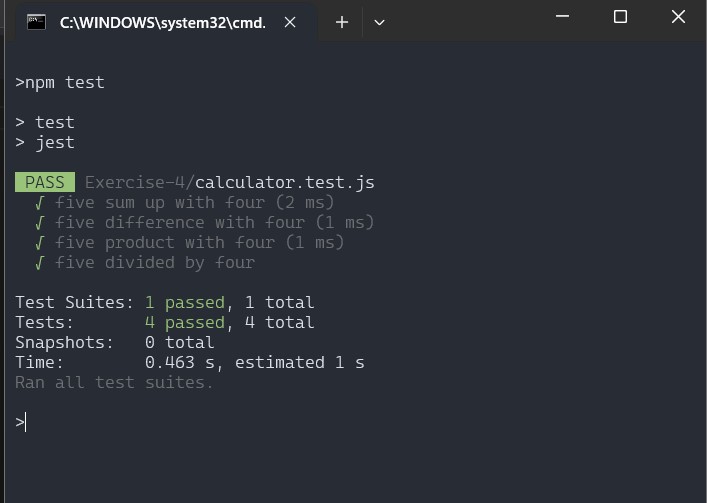 C:\WINDOWS\system32\cmd.
>npm test
> test
> jest
PASS Exercise-4/calculator.test.js
√ five sum up with four (2 ms)
√ five difference with four (1 ms)
√ five product with four (1 ms)
√ five divided by four
Test Suites: 1 passed, 1 total
Tests: 4 passed, 4 total
Snapshots: 0 total
Time: 0.463 s, estimated 1 s
Ran all test suites.
>